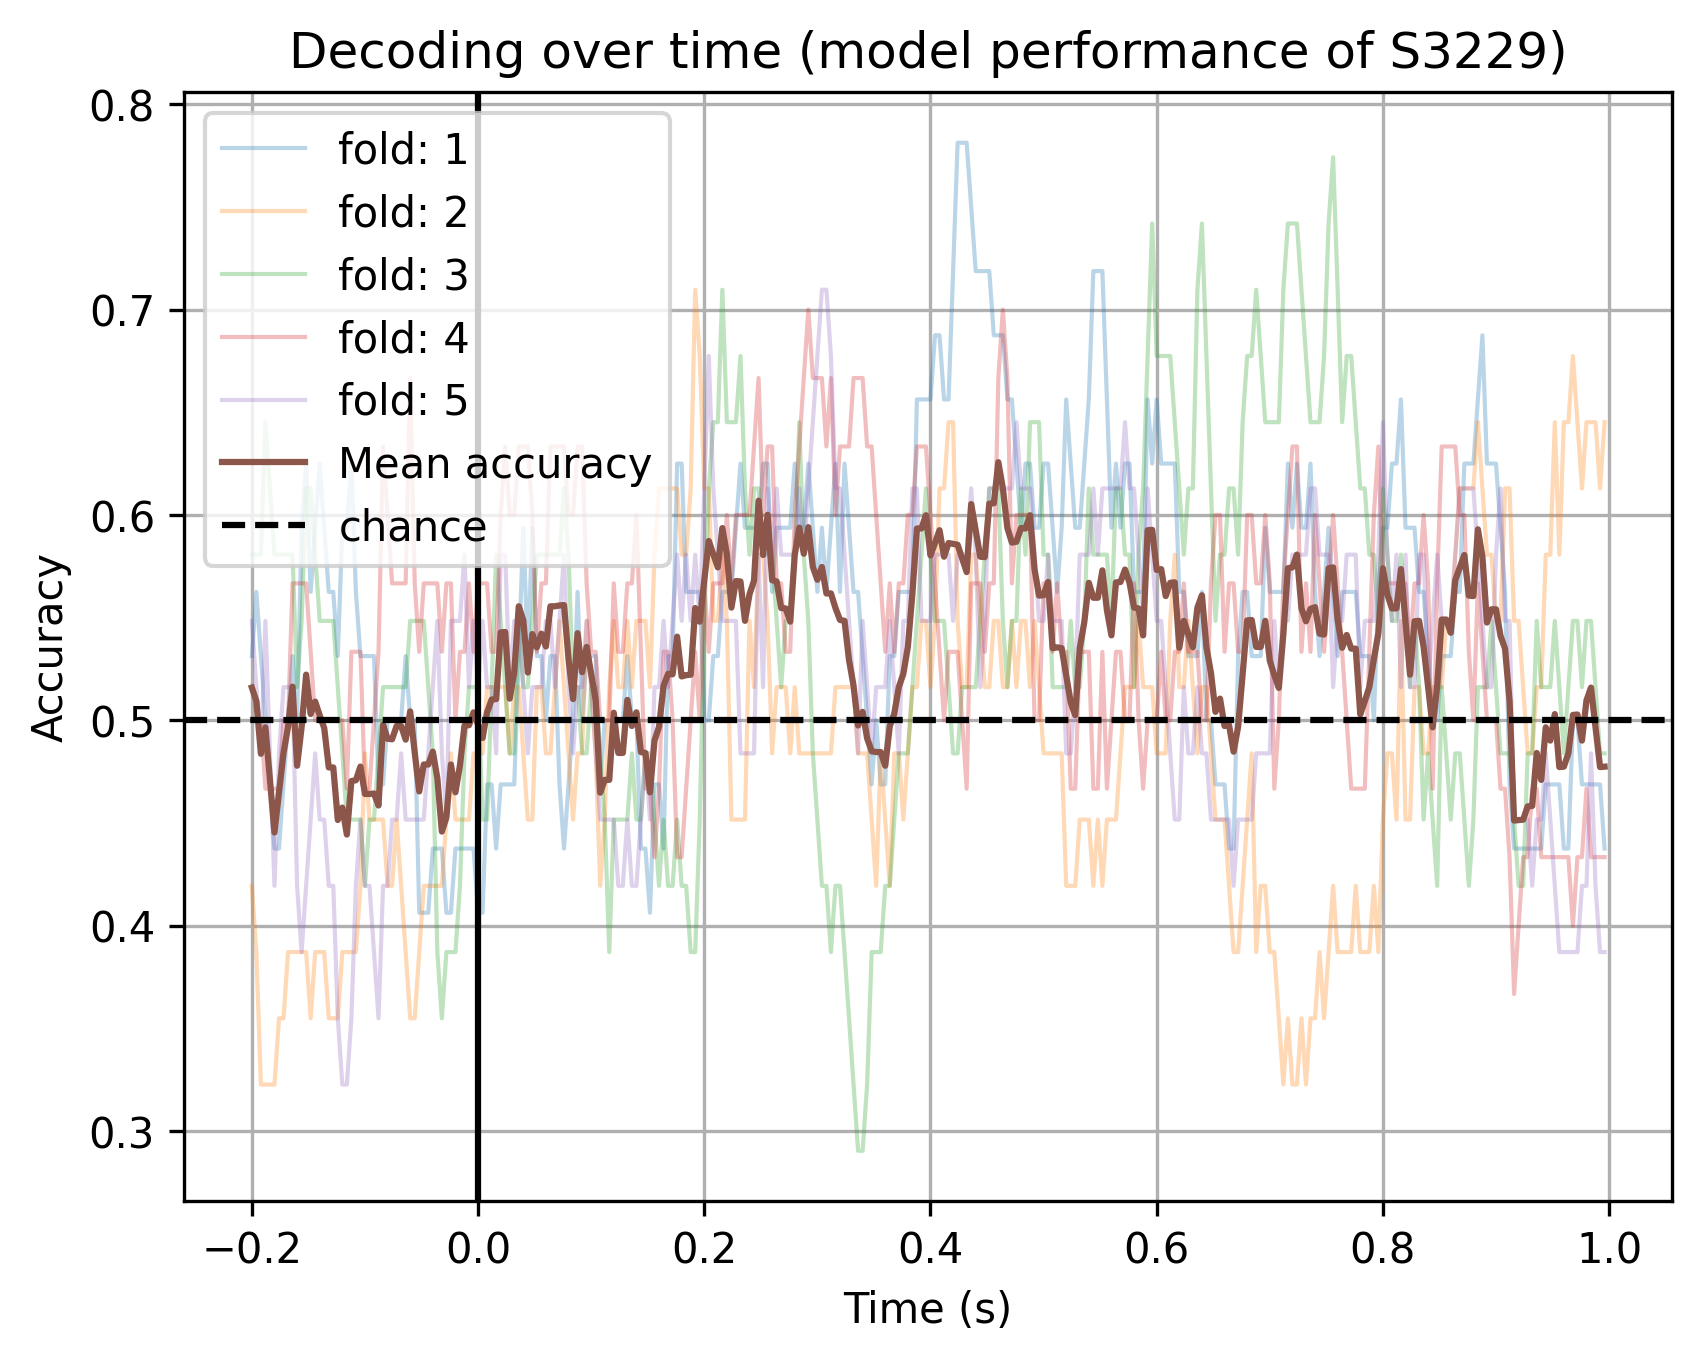 Decoding over time (model performance of S3229)
Accuracy
0.8
0.7
0.6
0.5
0.4
0.3
fold: 1
fold: 2
fold: 3
fold: 4
fold: 5
Mean accuracy
chance
−0.2 0.0 0.2 0.4 0.6 0.8 1.0
Time (s)